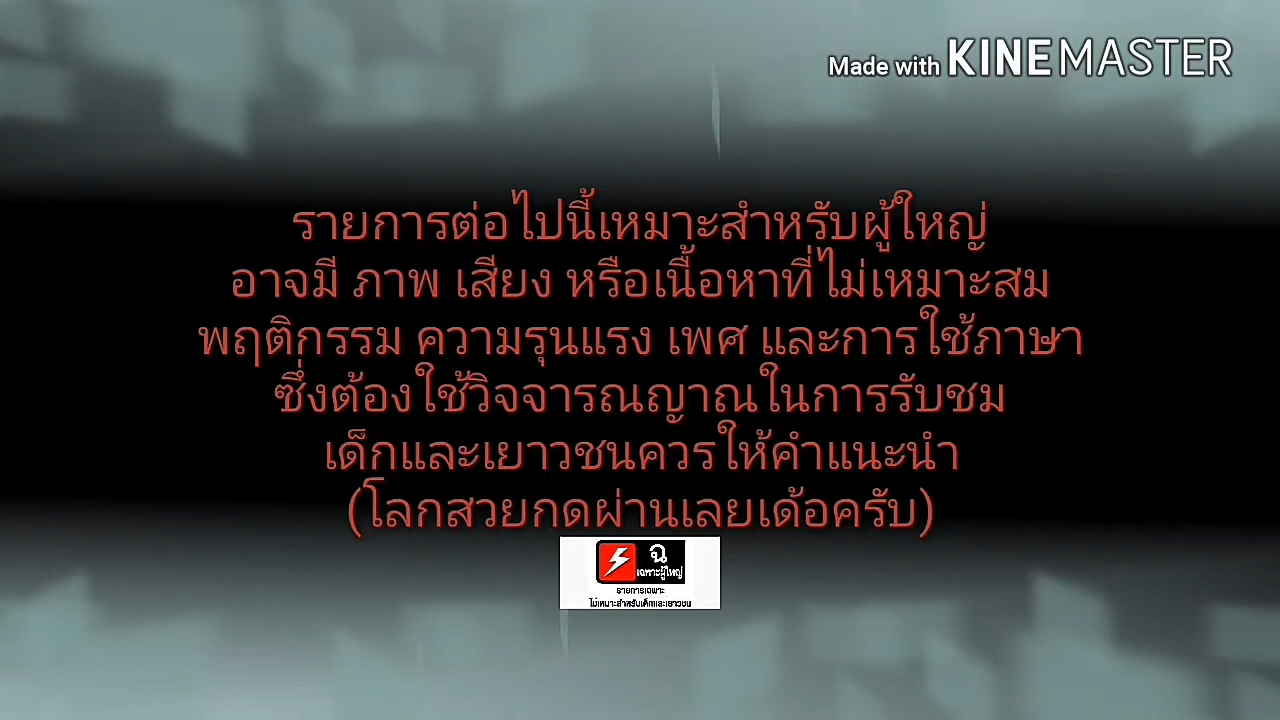 Made with KINEMASTER
รายการต่อไปนี้เหมาะสำหรับผู้ใหญ่
อาจมี ภาพ เสียง หรือเนื้อหาที่ไม่เหมาะสม
พฤติกรรม ความรุนแรง เพศ และการใช้ภาษา
ซึ่งต้องใช้วิจจารณญาณในการรับชม
เด็กและเยาวชนควรให้คำแนะนำ
(โลกสวยกดผ่านเลยเด้อครับ)
ฉ
เฉพาะผู้ใหญ่
รายการเฉพาะ
ไม่เหมาะสำหรับเด็กและเยาวชน